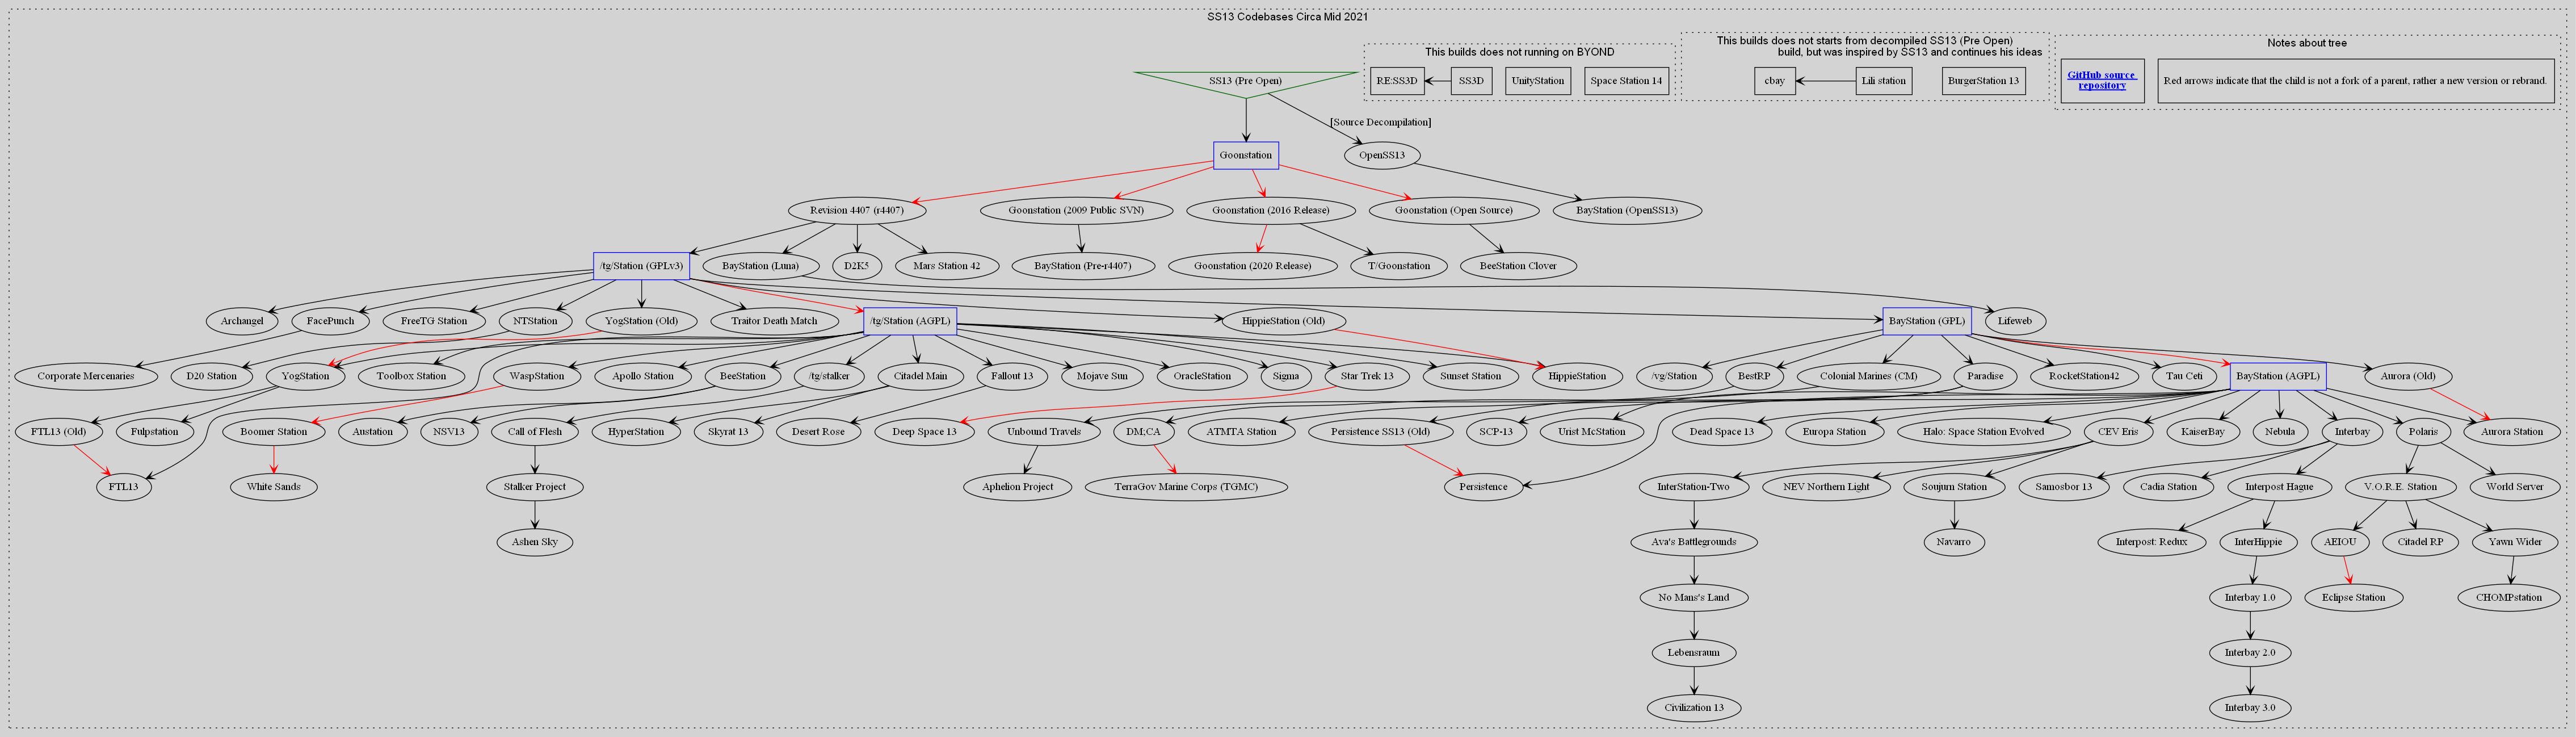 SS13 Codebases Circa Mid 2021
This builds does not running on BYOND
RE:SS3D
SS3D
UnityStation
Space Station 14
This builds does not starts from decompiled SS13 (Pre Open)
build, but was inspired by SS13 and continues his ideas
cbay
Lili station
BurgerStation 13
Notes about tree
GitHub source
repository
Red arrows indicate that the child is not a fork of a parent, rather a new version or rebrand.
SS13 (Pre Open)
[Source Decompilation]
Goonstation
OpenSS13
Revision 4407 (r4407)
Goonstation (2009 Public SVN)
Goonstation (2016 Release)
Goonstation (Open Source)
BayStation (OpenSS13)
/tg/Station (GPLv3)
BayStation (Luna)
D2K5
Mars Station 42
BayStation (Pre-r4407)
Goonstation (2020 Release)
T/Goonstation
BeeStation Clover
Archangel
FacePunch
FreeTG Station
NTStation
YogStation (Old)
Traitor Death Match
/tg/Station (AGPL)
HippieStation (Old)
BayStation (GPL)
Lifeweb
Corporate Mercenaries
D20 Station
YogStation
Toolbox Station
WaspStation
Apollo Station
BeeStation
/tg/stalker
Citadel Main
Fallout 13
Mojave Sun
OracleStation
Sigma
Star Trek 13
Sunset Station
HippieStation
/vg/Station
BestRP
Colonial Marines (CM)
Paradise
RocketStation42
Tau Ceti
BayStation (AGPL)
Aurora (Old)
FTL13 (Old)
Fulpstation
Boomer Station
Austation
NSV13
Call of Flesh
HyperStation
Skyrat 13
Desert Rose
Deep Space 13
Unbound Travels
DM;CA
ATMTA Station
Persistence SS13 (Old)
SCP-13
Urist McStation
Dead Space 13
Europa Station
Halo: Space Station Evolved
CEV Eris
KaiserBay
Nebula
Interbay
Polaris
Aurora Station
FTL13
White Sands
Stalker Project
Aphelion Project
TerraGov Marine Corps (TGMC)
Persistence
InterStation-Two
NEV Northern Light
Soujurn Station
Samosbor 13
Cadia Station
Interpost Hague
V.O.R.E. Station
World Server
Ashen Sky
Ava's Battlegrounds
Navarro
Interpost: Redux
InterHippie
AEIOU
Citadel RP
Yawn Wider
No Mans's Land
Interbay 1.0
Eclipse Station
CHOMPstation
Lebensraum
Interbay 2.0
Civilization 13
Interbay 3.0